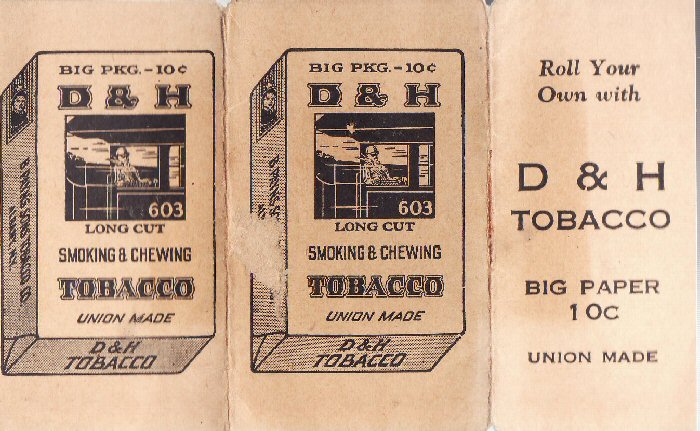 BIG PKG.-10¢
D & H
603
LONG CUT
SMOKING & CHEWING
TOBACCO
UNION MADE
D & H
TOBACCO
BIG PKG.-10¢
D & H
603
LONG CUT
SMOKING & CHEWING
TOBACCO
UNION MADE
D & H
TOBACCO
Roll Your
Own with
D & H
TOBACCO
BIG PAPER
10C
UNION MADE